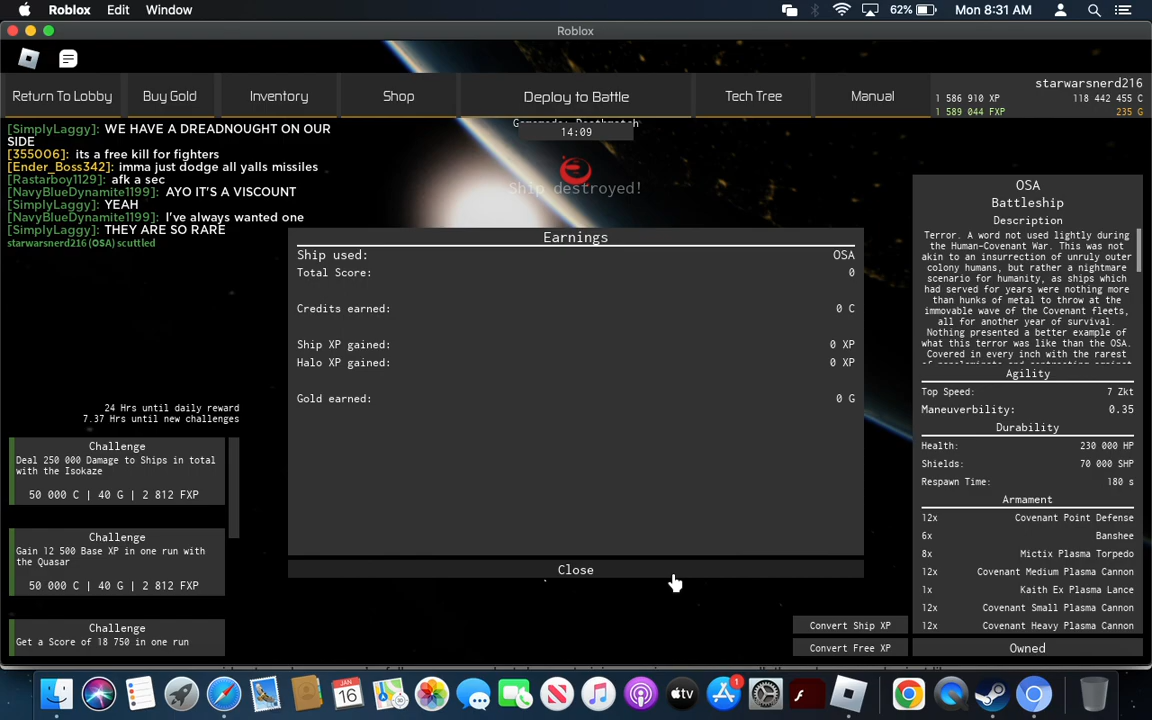 Roblox Edit Window 62% Mon 8:31 AM
Roblox
Return To Lobby Buy Gold Inventory Shop Deploy to Battle Tech Tree Manual
starwarsnerd216
1 586 910 XP 118 442 455 C
1 589 044 FXP 235 G
Gamemode: Deathmatch
14:09
Ship destroyed!
[SimplyLaggy]: WE HAVE A DREADNOUGHT ON OUR
SIDE
[355006]: its a free kill for fighters
[Ender_Boss342]: imma just dodge all yalls missiles
[Rastarboy1129]: afk a sec
[NavyBlueDynamite1199]: AYO IT'S A VISCOUNT
[SimplyLaggy]: YEAH
[NavyBlueDynamite1199]: I've always wanted one
[SimplyLaggy]: THEY ARE SO RARE
starwarsnerd216 (OSA) scuttled
24 Hrs until daily reward
7.37 Hrs until new challenges
Challenge
Deal 250 000 Damage to Ships in total
with the Isokaze
50 000 C | 40 G | 2 812 FXP
Challenge
Gain 12 500 Base XP in one run with
the Quasar
50 000 C | 40 G | 2 812 FXP
Challenge
Get a Score of 18 750 in one run
Earnings
Ship used: OSA
Total Score: 0
Credits earned: 0 C
Ship XP gained: 0 XP
Halo XP gained: 0 XP
Gold earned: 0 G
Close
Convert Ship XP
Convert Free XP
OSA
Battleship
Description
Terror. A word not used lightly during
the Human-Covenant War. This was not
akin to an insurrection of unruly outer
colony humans, but rather a nightmare
scenario for humanity, as ships which
had served for years were nothing more
than hunks of metal to throw at the
immovable wave of the Covenant fleets,
all for another year of survival.
Nothing presented a better example of
what this terror was like than the OSA.
Covered in every inch with the rarest
Agility
Top Speed: 7 Zkt
Maneuverbility: 0.35
Durability
Health: 230 000 HP
Shields: 70 000 SHP
Respawn Time: 180 s
Armament
12x Covenant Point Defense
6x Banshee
8x Mictix Plasma Torpedo
12x Covenant Medium Plasma Cannon
1x Kaith Ex Plasma Lance
12x Covenant Small Plasma Cannon
12x Covenant Heavy Plasma Cannon
Owned
JAN
16
tv
1